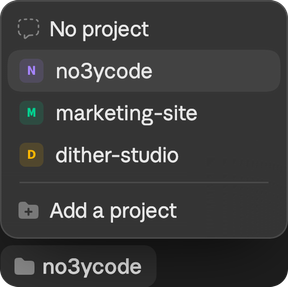 No project
N no3ycode
M marketing-site
D dither-studio
Add a project
no3ycode